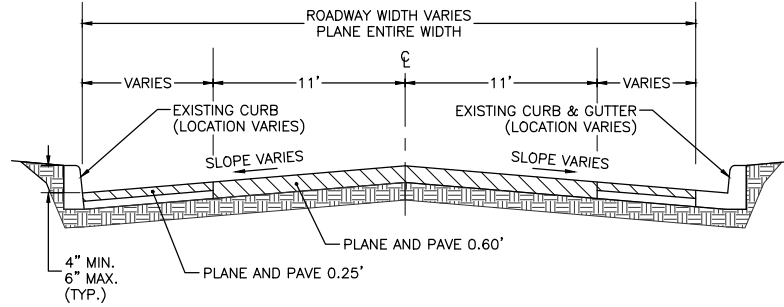 ROADWAY WIDTH VARIES
PLANE ENTIRE WIDTH
℄
VARIES
11'
11'
VARIES
EXISTING CURB
(LOCATION VARIES)
EXISTING CURB & GUTTER
(LOCATION VARIES)
SLOPE VARIES
SLOPE VARIES
PLANE AND PAVE 0.60'
4" MIN.
6" MAX.
(TYP.)
PLANE AND PAVE 0.25'